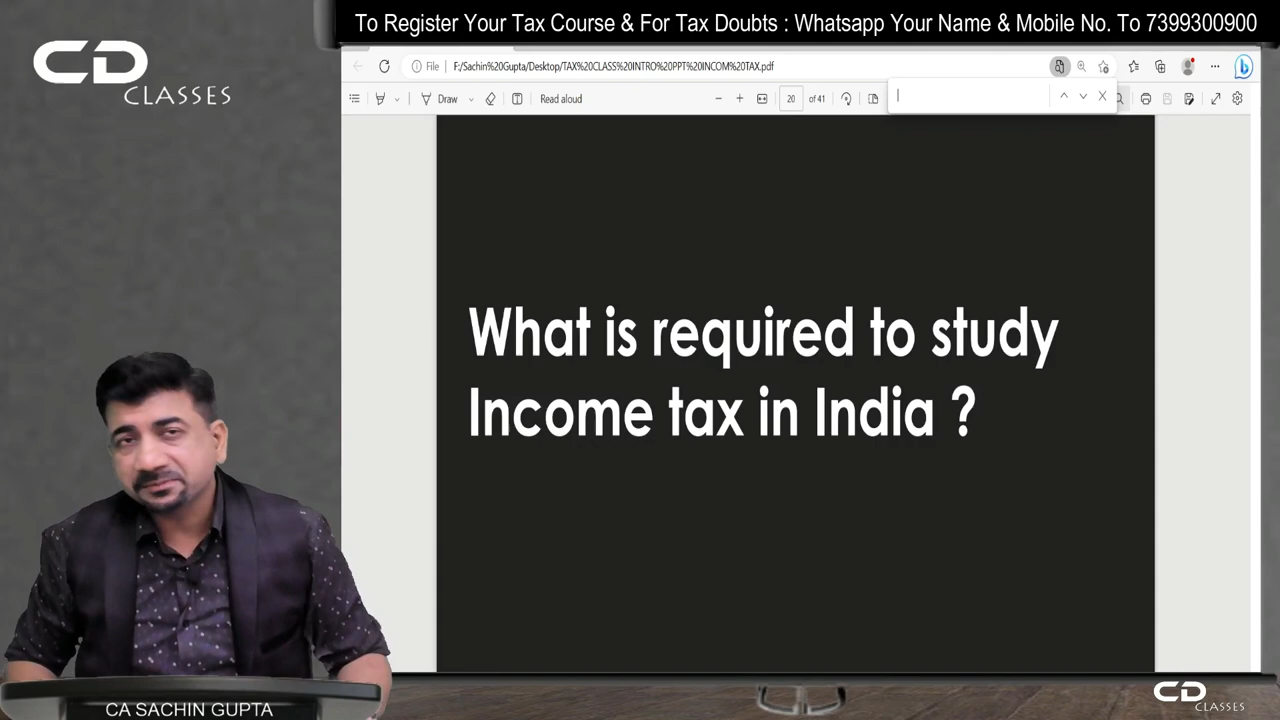 To Register Your Tax Course & For Tax Doubts : Whatsapp Your Name & Mobile No. To 7399300900
CD
CLASSES
File | F:/Sachin%20Gupta/Desktop/TAX%20CLASS%20INTRO%20PPT%20INCOM%20TAX.pdf
Draw
Read aloud
20 of 41
What is required to study
Income tax in India ?
CA SACHIN GUPTA
CD
CLASSES